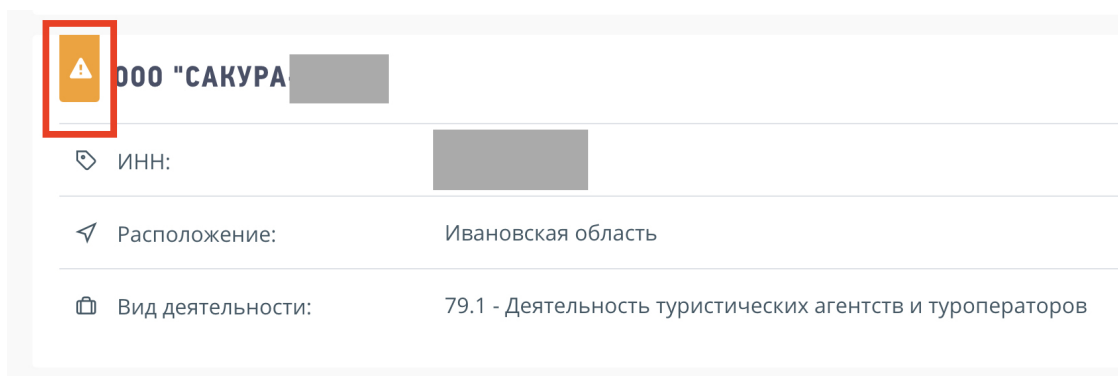 ООО "САКУРА
ИНН:
Расположение: Ивановская область
Вид деятельности: 79.1 - Деятельность туристических агентств и туроператоров